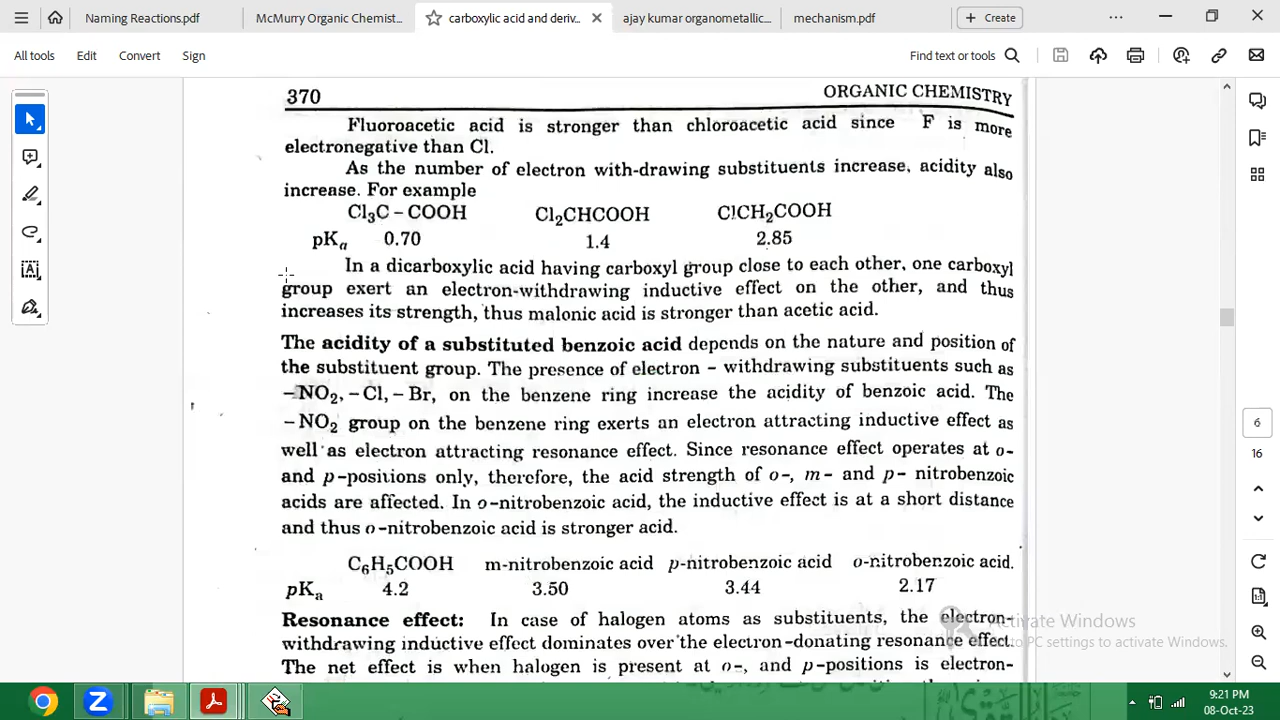 Naming Reactions.pdf
McMurry Organic Chemist...
carboxylic acid and deriv...
ajay kumar organometallic...
mechanism.pdf
Create
All tools
Edit
Convert
Sign
Find text or tools
370
ORGANIC CHEMISTRY
Fluoroacetic acid is stronger than chloroacetic acid since F is more
electronegative than Cl.
As the number of electron with-drawing substituents increase, acidity also
increase. For example
Cl₃C – COOH Cl₂CHCOOH ClCH₂COOH
pKₐ 0.70 1.4 2.85
In a dicarboxylic acid having carboxyl group close to each other, one carboxyl
group exert an electron-withdrawing inductive effect on the other, and thus
increases its strength, thus malonic acid is stronger than acetic acid.
The acidity of a substituted benzoic acid depends on the nature and position of
the substituent group. The presence of electron – withdrawing substituents such as
–NO₂, –Cl, – Br, on the benzene ring increase the acidity of benzoic acid. The
–NO₂ group on the benzene ring exerts an electron attracting inductive effect as
well as electron attracting resonance effect. Since resonance effect operates at o-
and p-positions only, therefore, the acid strength of o-, m- and p- nitrobenzoic
acids are affected. In o-nitrobenzoic acid, the inductive effect is at a short distance
and thus o-nitrobenzoic acid is stronger acid.
C₆H₅COOH m-nitrobenzoic acid p-nitrobenzoic acid o-nitrobenzoic acid.
pKₐ 4.2 3.50 3.44 2.17
Resonance effect: In case of halogen atoms as substituents, the electron-
withdrawing inductive effect dominates over the electron-donating resonance effect.
The net effect is when halogen is present at o-, and p-positions is electron-
6
16
Activate Windows
to PC settings to activate Windows.
9:21 PM
08-Oct-23